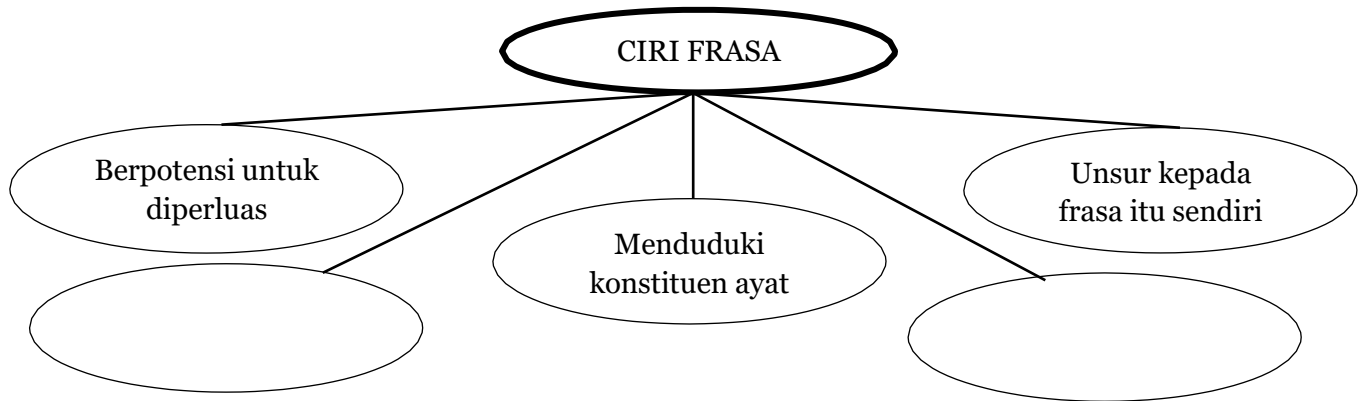 CIRI FRASA
Berpotensi untuk
diperluas
Menduduki
konstituen ayat
Unsur kepada
frasa itu sendiri